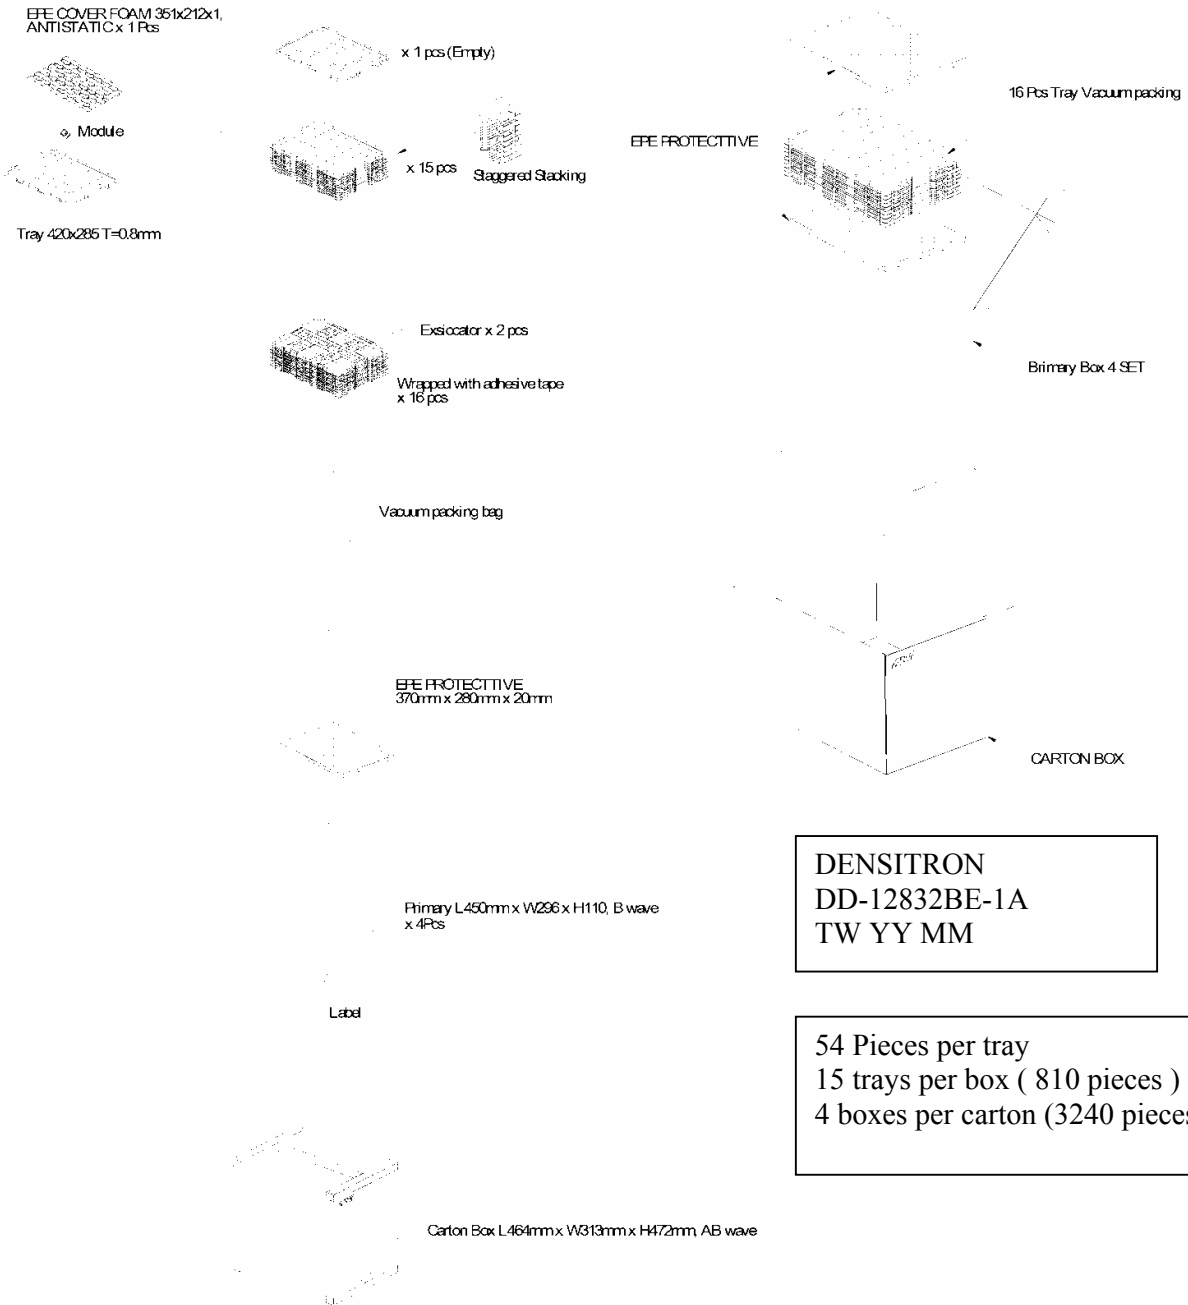 EPE COVER FOAM 351x212x1,
ANTISTATIC x 1 Pcs
Module
Tray 420x285 T=0.8mm
x 1 pcs (Empty)
x 15 pcs
Staggered Stacking
Exsiccator x 2 pcs
Wrapped with adhesive tape
x 16 pcs
Vacuum packing bag
EPE PROTECTTIVE
370mm x 280mm x 20mm
Primary L450mm x W296 x H110, B wave
x 4Pcs
Label
Carton Box L464mm x W313mm x H472mm, AB wave
16 Pcs Tray Vacuum packing
EPE PROTECTTIVE
Brimary Box 4 SET
CARTON BOX
DENSITRON
DD-12832BE-1A
TW YY MM
54 Pieces per tray
15 trays per box ( 810 pieces )
4 boxes per carton (3240 pieces